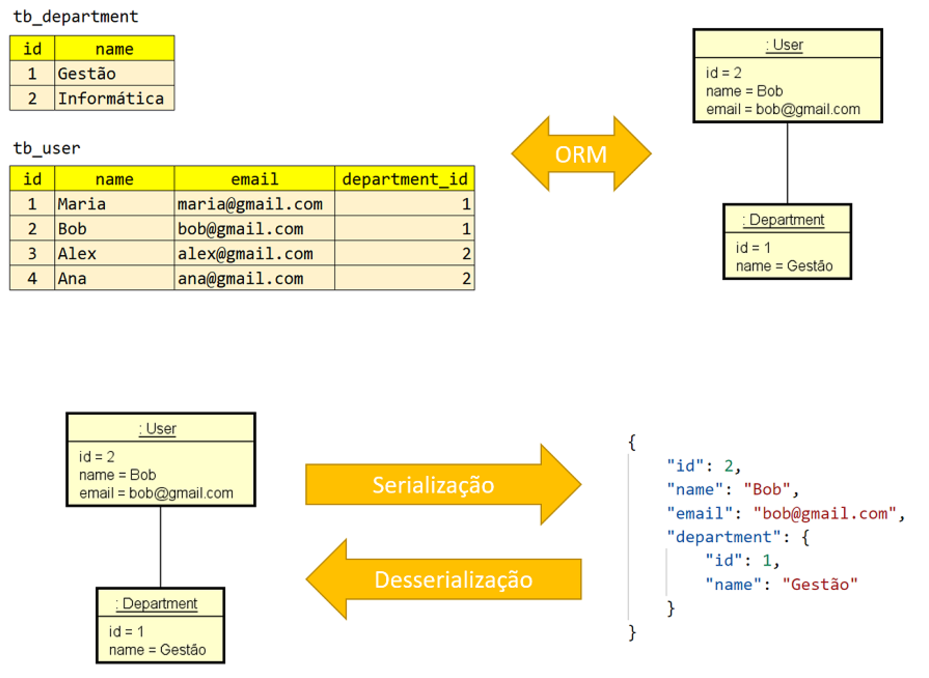 tb_department
id name
1 Gestão
2 Informática
tb_user
id name email department_id
1 Maria maria@gmail.com 1
2 Bob bob@gmail.com 1
3 Alex alex@gmail.com 2
4 Ana ana@gmail.com 2
ORM
: User
id = 2
name = Bob
email = bob@gmail.com
: Department
id = 1
name = Gestão
: User
id = 2
name = Bob
email = bob@gmail.com
: Department
id = 1
name = Gestão
Serialização
Desserialização
{
"id": 2,
"name": "Bob",
"email": "bob@gmail.com",
"department": {
"id": 1,
"name": "Gestão"
}
}